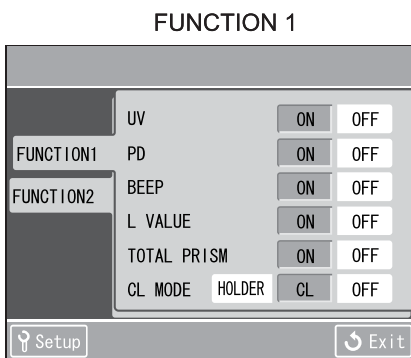 FUNCTION 1
UV ON OFF
FUNCTION1 PD ON OFF
FUNCTION2 BEEP ON OFF
L VALUE ON OFF
TOTAL PRISM ON OFF
CL MODE HOLDER CL OFF
Setup Exit